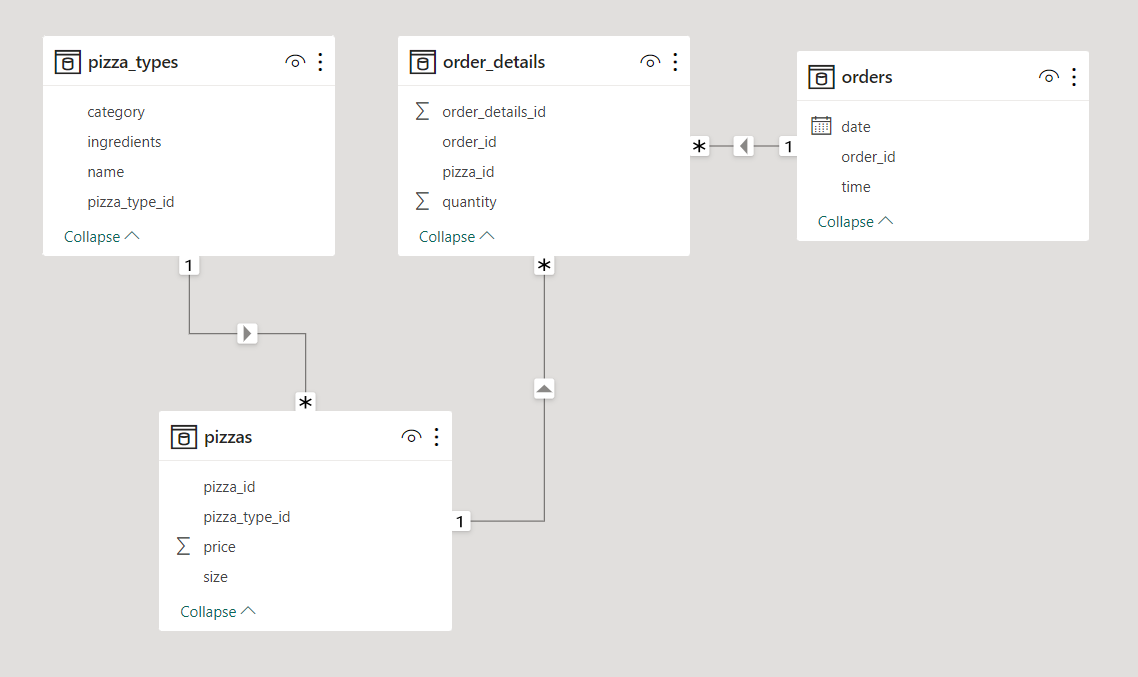 pizza_types
category
ingredients
name
pizza_type_id
Collapse
1
order_details
Σ order_details_id
order_id
pizza_id
Σ quantity
Collapse
*
*
1
orders
date
order_id
time
Collapse
*
pizzas
pizza_id
pizza_type_id
Σ price
size
Collapse
1